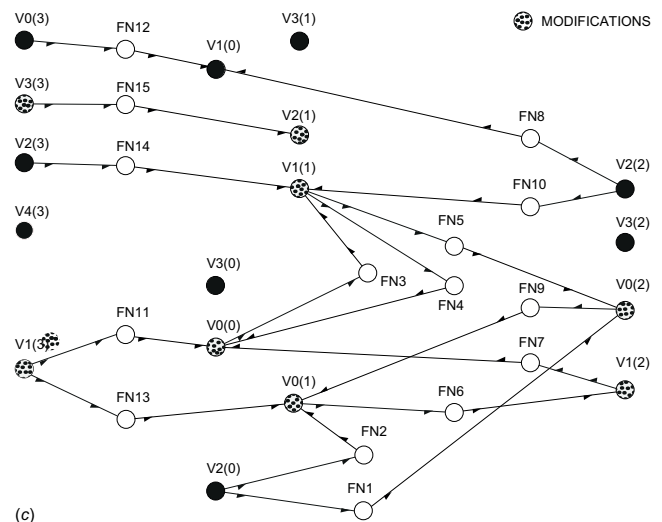 V0(3)
FN12
V1(0)
V3(1)
MODIFICATIONS
V3(3)
FN15
V2(1)
FN8
V2(3)
FN14
V1(1)
V2(2)
FN10
V4(3)
FN5
V3(2)
V3(0)
FN3
FN4
FN9
V0(2)
FN11
V0(0)
FN7
V1(3)
V0(1)
FN6
V1(2)
FN13
FN2
V2(0)
FN1
(c)